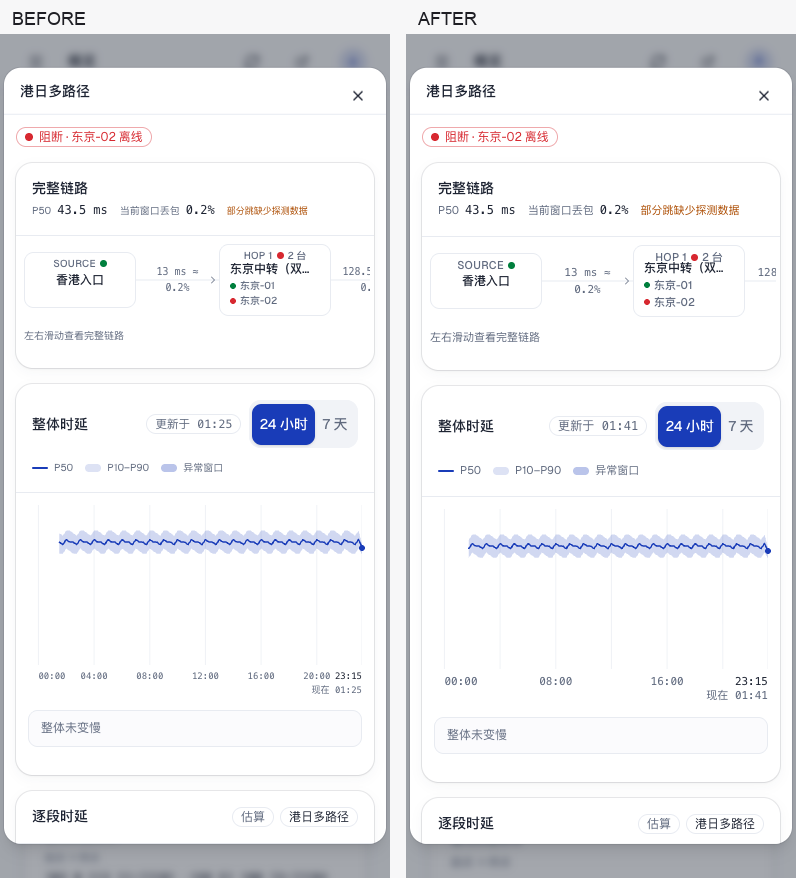 BEFORE
港日多路径
阻断 · 东京-02 离线
完整链路
P50 43.5 ms 当前窗口丢包 0.2% 部分跳缺少探测数据
SOURCE
香港入口
13 ms ≈
0.2%
HOP 1 2 台
东京中转（双…
东京-01
东京-02
128.5
0.
左右滑动查看完整链路
整体时延
更新于 01:25
24 小时
7 天
P50 P10–P90 异常窗口
00:00 04:00 08:00 12:00 16:00 20:00 23:15
现在 01:25
整体未变慢
逐段时延
估算
港日多路径
AFTER
港日多路径
阻断 · 东京-02 离线
完整链路
P50 43.5 ms 当前窗口丢包 0.2% 部分跳缺少探测数据
SOURCE
香港入口
13 ms ≈
0.2%
HOP 1 2 台
东京中转（双…
东京-01
东京-02
128
左右滑动查看完整链路
整体时延
更新于 01:41
24 小时
7 天
P50 P10–P90 异常窗口
00:00 08:00 16:00 23:15
现在 01:41
整体未变慢
逐段时延
估算
港日多路径